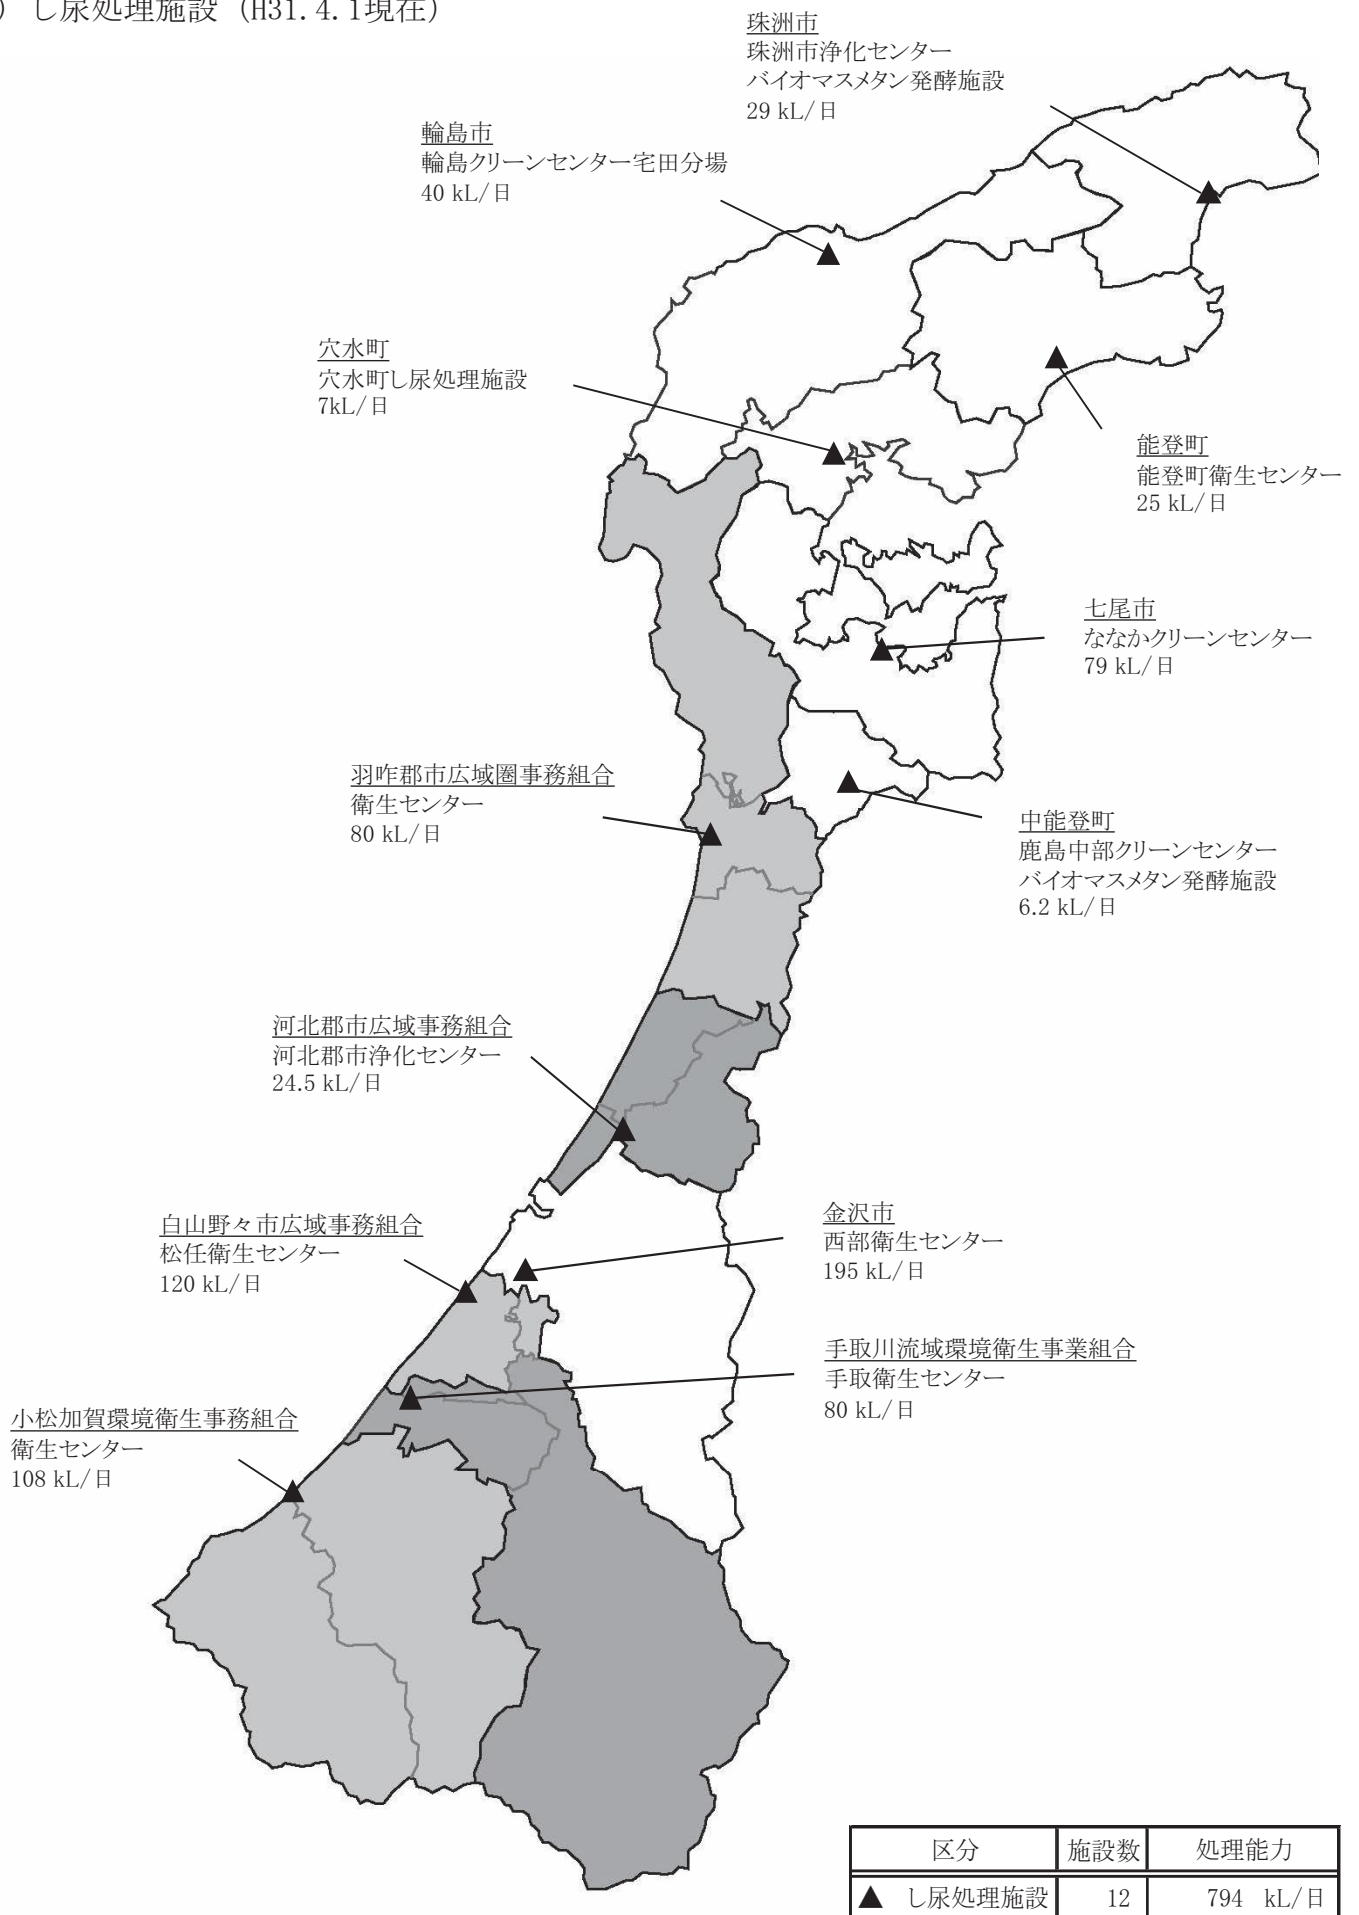 ) し尿処理施設 (H31.4.1現在)
珠洲市
珠洲市浄化センター
バイオマスメタン発酵施設
29 kL/日
輪島市
輪島クリーンセンター宅田分場
40 kL/日
穴水町
穴水町し尿処理施設
7kL/日
能登町
能登町衛生センター
25 kL/日
七尾市
ななかクリーンセンター
79 kL/日
羽咋郡市広域圏事務組合
衛生センター
80 kL/日
中能登町
鹿島中部クリーンセンター
バイオマスメタン発酵施設
6.2 kL/日
河北郡市広域事務組合
河北郡市浄化センター
24.5 kL/日
白山野々市広域事務組合
松任衛生センター
120 kL/日
金沢市
西部衛生センター
195 kL/日
手取川流域環境衛生事業組合
手取衛生センター
80 kL/日
小松加賀環境衛生事務組合
衛生センター
108 kL/日
区分 施設数 処理能力
▲ し尿処理施設 12 794 kL/日